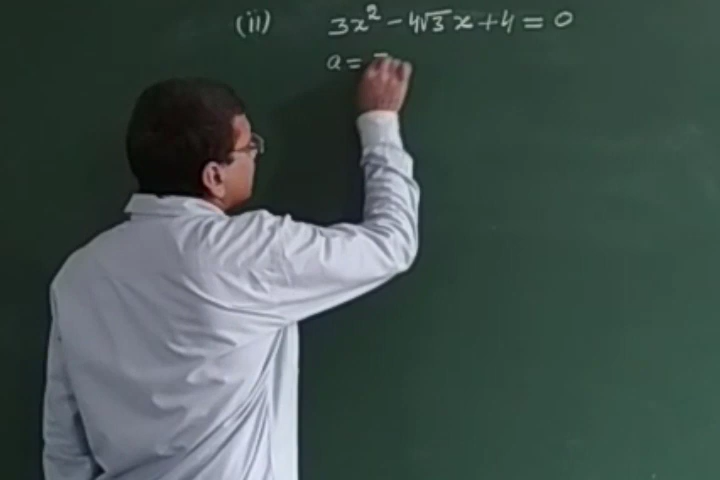 (ii) 3x² - 4√3 x + 4 = 0
a =